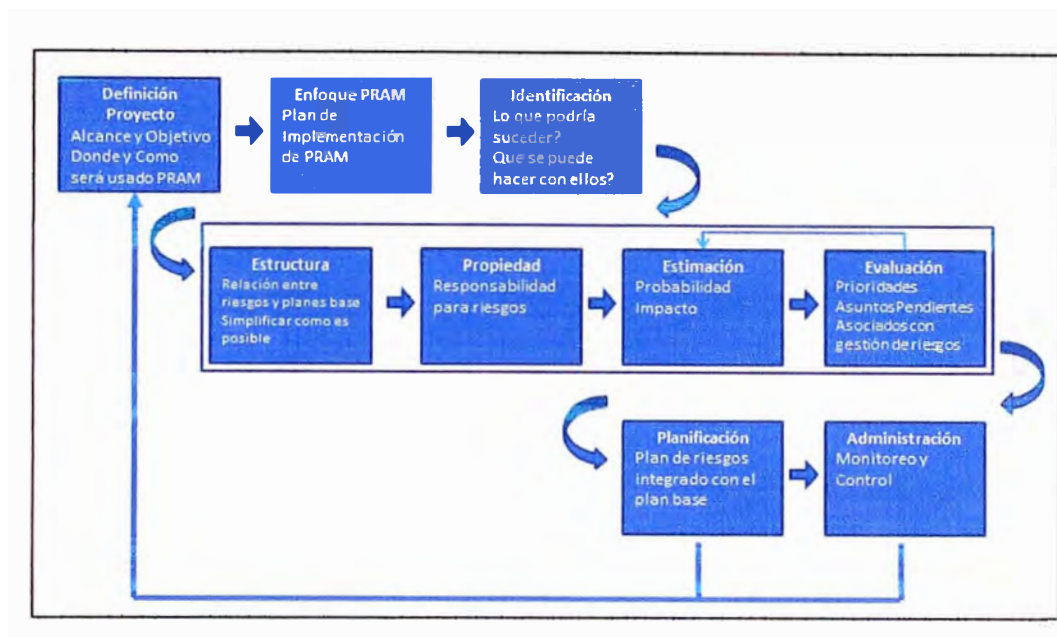 Definición
Proyecto
Alcance y Objetivo
Donde y Como
será usado PRAM
Enfoque PRAM
Plan de
Implementación
de PRAM
Identificación
Lo que podría
suceder?
Que se puede
hacer con ellos?
Estructura
Relación entre
riesgos y planes base
Simplificar como es
posible
Propiedad
Responsabilidad
para riesgos
Estimación
Probabilidad
Impacto
Evaluación
Prioridades
Asuntos Pendientes
Asociados con
gestión de riesgos
Planificación
Plan de riesgos
integrado con el
plan base
Administración
Monitoreo y
Control